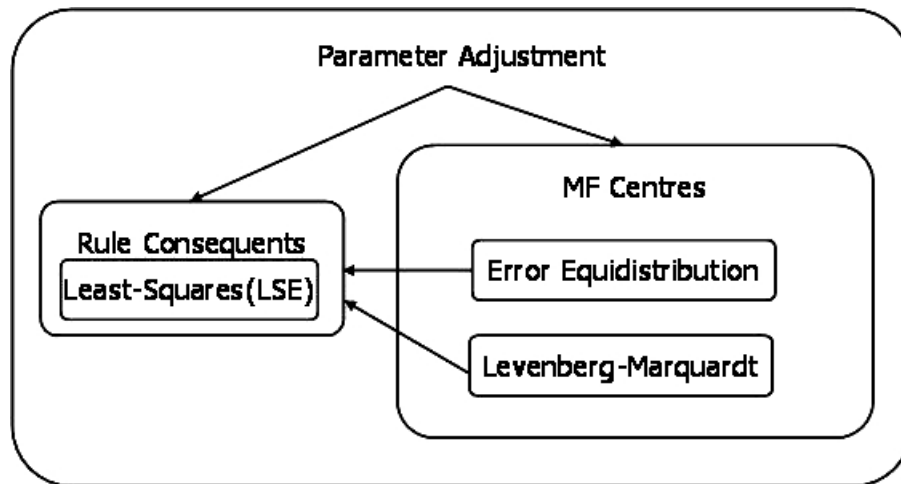 Parameter Adjustment
MF Centres
Rule Consequents
Error Equidistribution
Least-Squares(LSE)
Levenberg-Marquardt